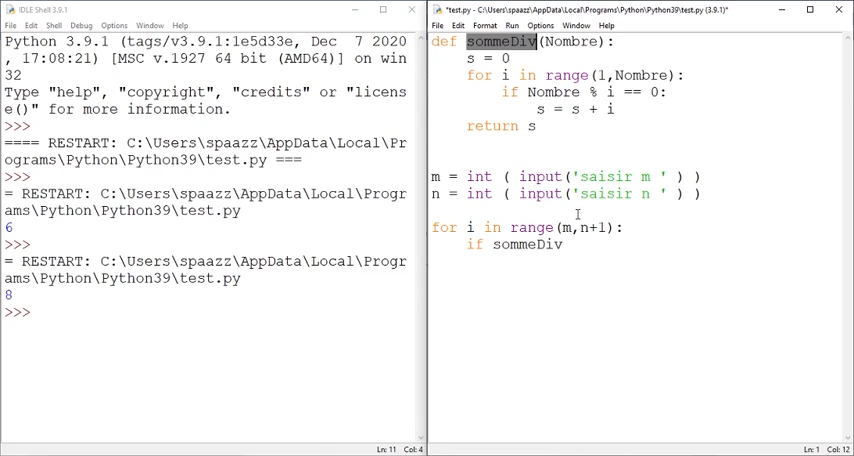 IDLE Shell 3.9.1
File Edit Shell Debug Options Window Help
Python 3.9.1 (tags/v3.9.1:1e5d33e, Dec  7 2020
, 17:08:21) [MSC v.1927 64 bit (AMD64)] on win
32
Type "help", "copyright", "credits" or "licens
e()" for more information.
>>>
==== RESTART: C:\Users\spaazz\AppData\Local\Pr
ograms\Python\Python39\test.py ===
>>>
= RESTART: C:\Users\spaazz\AppData\Local\Progr
ams\Python\Python39\test.py
6
>>>
= RESTART: C:\Users\spaazz\AppData\Local\Progr
ams\Python\Python39\test.py
8
>>>
Ln: 11 Col: 4
*test.py - C:\Users\spaazz\AppData\Local\Programs\Python\Python39\test.py (3.9.1)*
File Edit Format Run Options Window Help
def sommeDiv(Nombre):
    s = 0
    for i in range(1,Nombre):
        if Nombre % i == 0:
            s = s + i
    return s
m = int ( input('saisir m ' ) )
n = int ( input('saisir n ' ) )
for i in range(m,n+1):
    if sommeDiv
Ln: 1 Col: 12